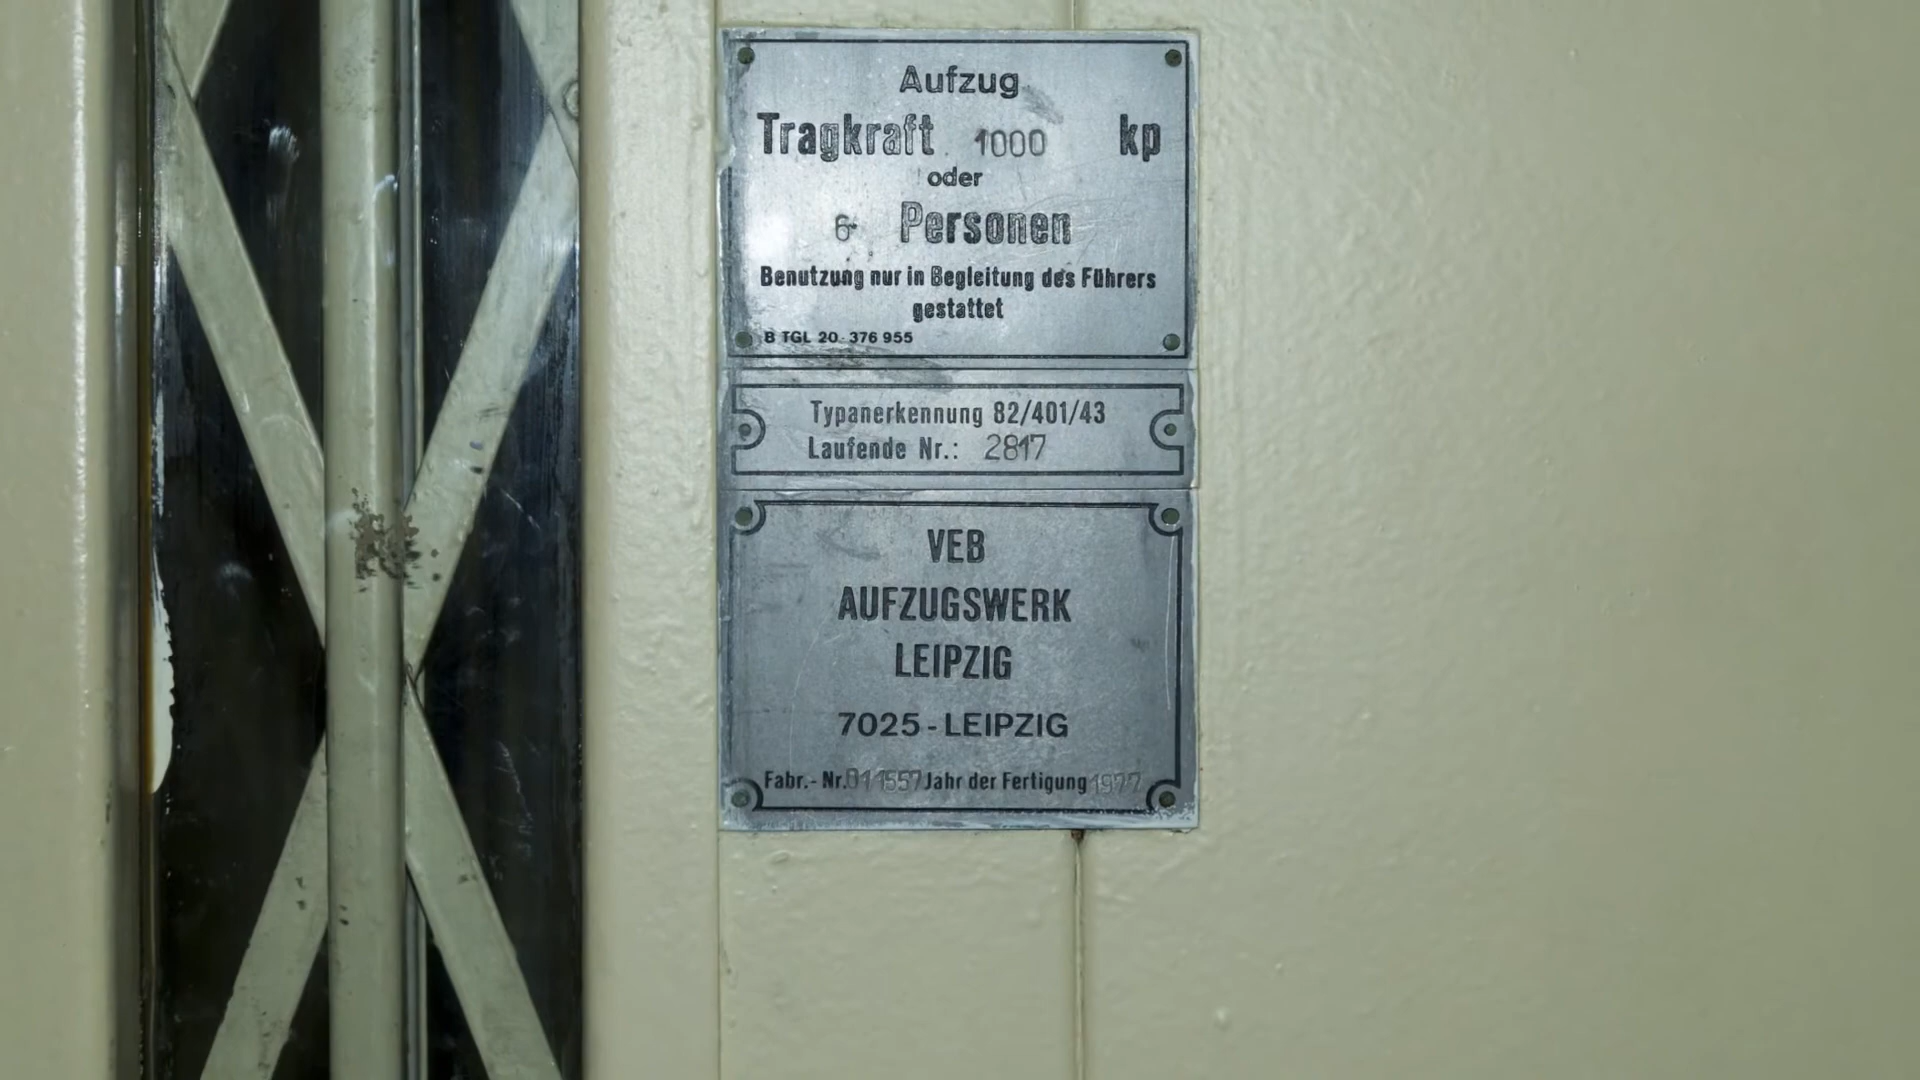 Aufzug
Tragkraft 1000 kp
oder
6 Personen
Benutzung nur in Begleitung des Führers
gestattet
B TGL 20-376 955
Typanerkennung 82/401/43
Laufende Nr.: 2817
VEB
AUFZUGSWERK
LEIPZIG
7025 - LEIPZIG
Fabr.- Nr. Jahr der Fertigung 1977